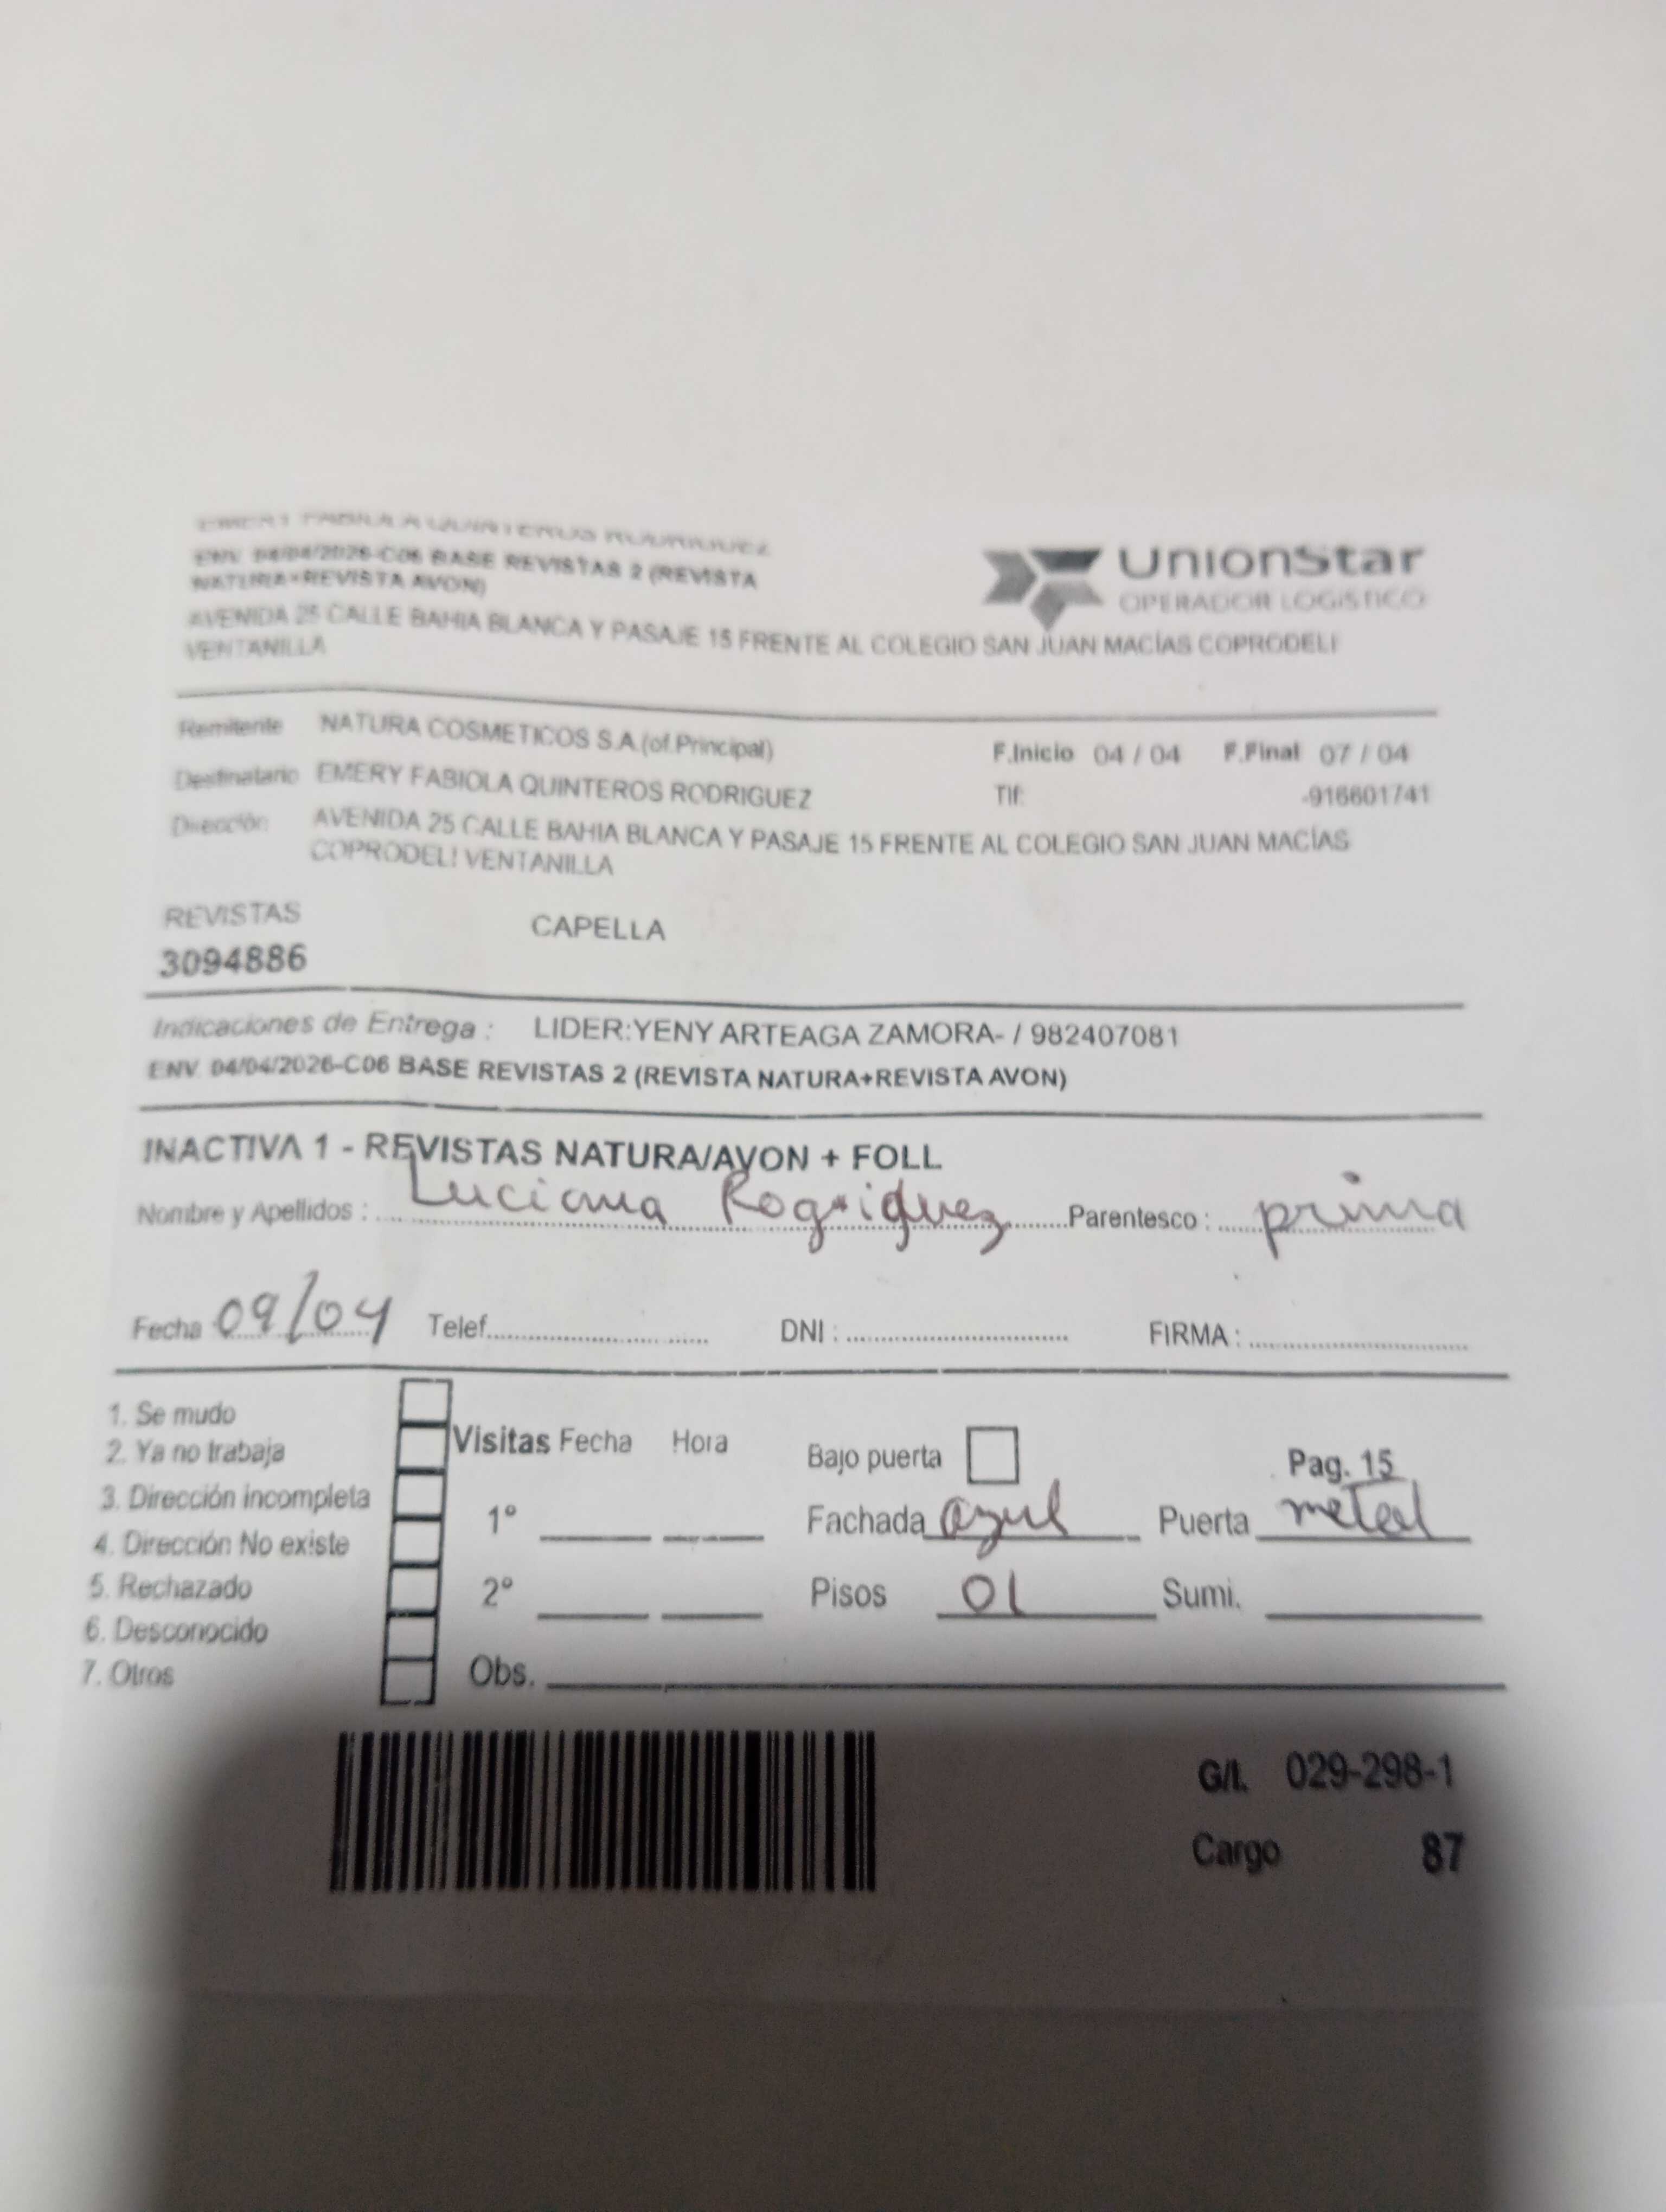 EMERY FABIOLA QUINTEROS RODRIGUEZ
ENV. 04/04/2026-C06 BASE REVISTAS 2 (REVISTA
NATURA+REVISTA AVON)
UnionStar
OPERADOR LOGISTICO
AVENIDA 25 CALLE BAHIA BLANCA Y PASAJE 15 FRENTE AL COLEGIO SAN JUAN MACÍAS COPRODELI
VENTANILLA
Remitente NATURA COSMETICOS S.A.(of.Principal) F.Inicio 04 / 04 F.Final 07 / 04
Destinatario EMERY FABIOLA QUINTEROS RODRIGUEZ Tlf: -916601741
Dirección: AVENIDA 25 CALLE BAHIA BLANCA Y PASAJE 15 FRENTE AL COLEGIO SAN JUAN MACÍAS
COPRODELI VENTANILLA
REVISTAS CAPELLA
3094886
Indicaciones de Entrega : LIDER:YENY ARTEAGA ZAMORA- / 982407081
ENV. 04/04/2026-C06 BASE REVISTAS 2 (REVISTA NATURA+REVISTA AVON)
INACTIVA 1 - REVISTAS NATURA/AVON + FOLL
Nombre y Apellidos : Luciana Rogriguez Parentesco : prima
Fecha 09/04 Telef. DNI : FIRMA :
1. Se mudo
2. Ya no trabaja
3. Dirección incompleta
4. Dirección No existe
5. Rechazado
6. Desconocido
7. Otros
Visitas Fecha Hora Bajo puerta Pag. 15
1° Fachada azul Puerta metal
2° Pisos 01 Sumi.
Obs.
G/I. 029-298-1
Cargo 87